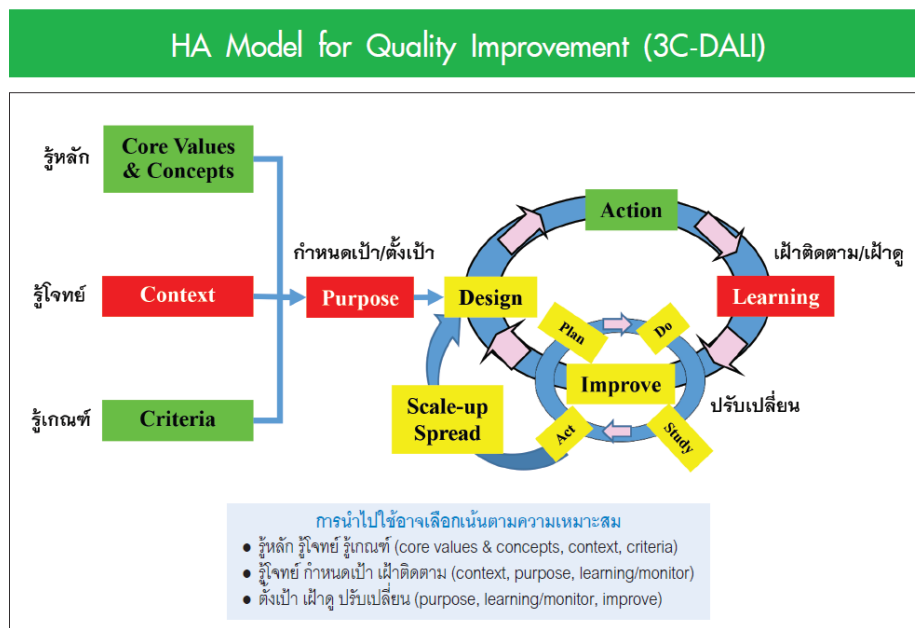 HA Model for Quality Improvement (3C-DALI)
รู้หลัก
Core Values
& Concepts
Action
กำหนดเป้า/ตั้งเป้า
เฝ้าติดตาม/เฝ้าดู
รู้โจทย์
Context
Purpose
Design
Learning
Plan
Do
Improve
ปรับเปลี่ยน
รู้เกณฑ์
Criteria
Scale-up
Spread
Act
Study
การนำไปใช้อาจเลือกเน้นตามความเหมาะสม
● รู้หลัก รู้โจทย์ รู้เกณฑ์ (core values & concepts, context, criteria)
● รู้โจทย์ กำหนดเป้า เฝ้าติดตาม (context, purpose, learning/monitor)
● ตั้งเป้า เฝ้าดู ปรับเปลี่ยน (purpose, learning/monitor, improve)